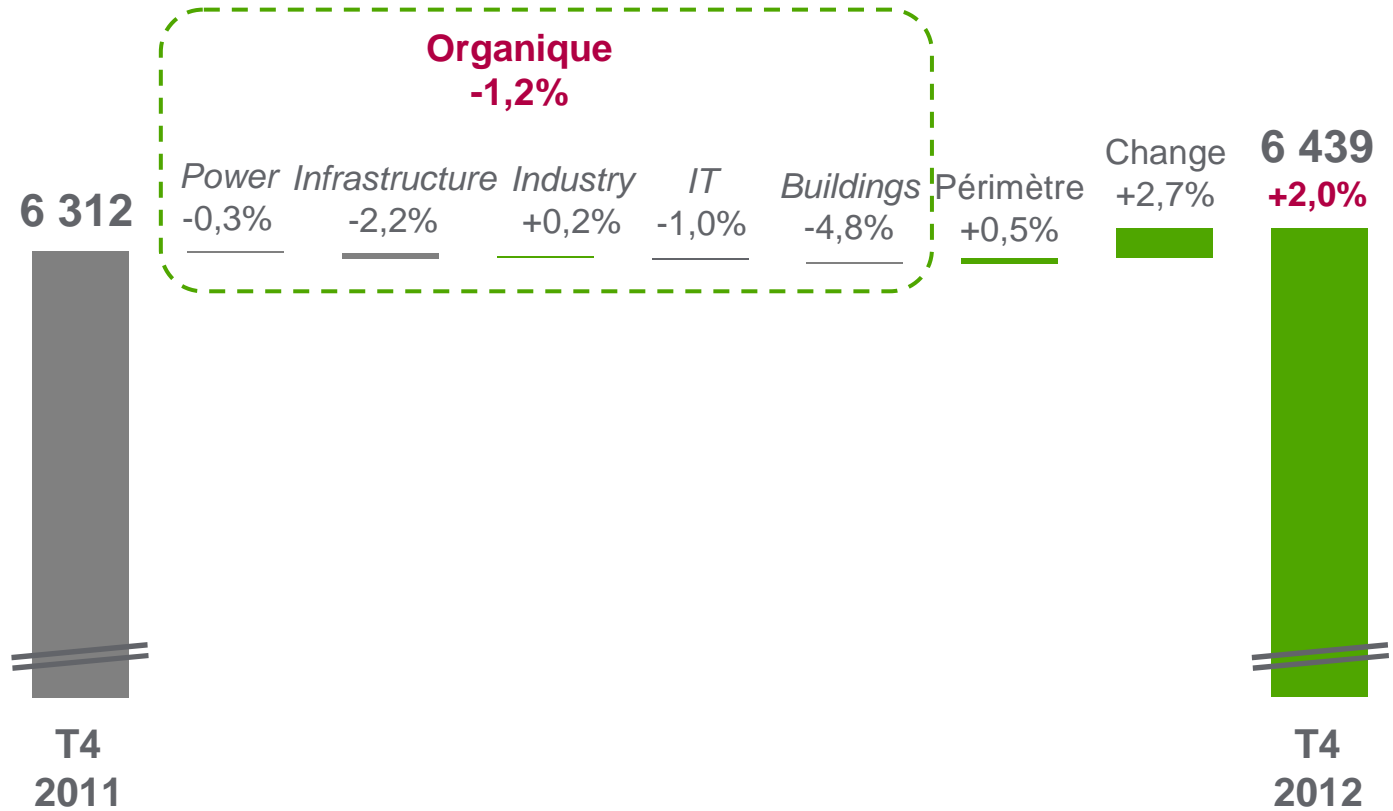 Organique
-1,2%
6 312
Power
-0,3%
Infrastructure
-2,2%
Industry
+0,2%
IT
-1,0%
Buildings
-4,8%
Périmètre
+0,5%
Change
+2,7%
6 439
+2,0%
T4
2011
T4
2012